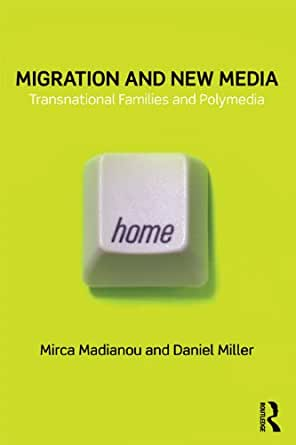 MIGRATION AND NEW MEDIA
Transnational Families and Polymedia
home
Mirca Madianou and Daniel Miller
ROUTLEDGE